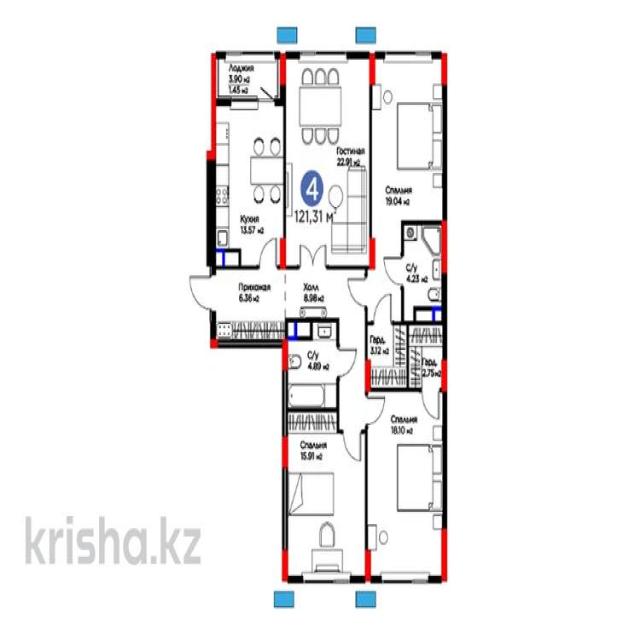 Лоджия
3.90 м2
1.45 м2
Гостиная
22.91 м2
4
121,31 м²
Спальня
19.04 м2
Кухня
13.57 м2
С/у
4.23 м2
Прихожая
6.36 м2
Холл
8.98 м2
Гард.
3.12 м2
Гард.
2.75 м2
С/у
4.89 м2
Спальня
18.10 м2
Спальня
15.91 м2
krisha.kz